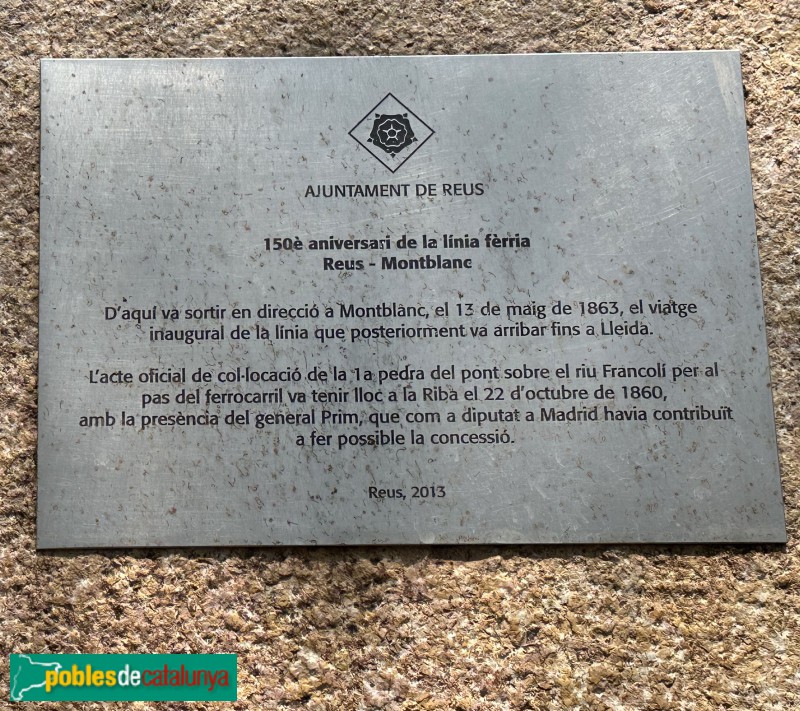 AJUNTAMENT DE REUS
150è aniversari de la línia fèrria
Reus - Montblanc
D'aquí va sortir en direcció a Montblanc, el 13 de maig de 1863, el viatge
inaugural de la línia que posteriorment va arribar fins a Lleida.
L'acte oficial de col·locació de la 1a pedra del pont sobre el riu Francolí per al
pas del ferrocarril va tenir lloc a la Riba el 22 d'octubre de 1860,
amb la presència del general Prim, que com a diputat a Madrid havia contribuït
a fer possible la concessió.
Reus, 2013
poblesdecatalunya